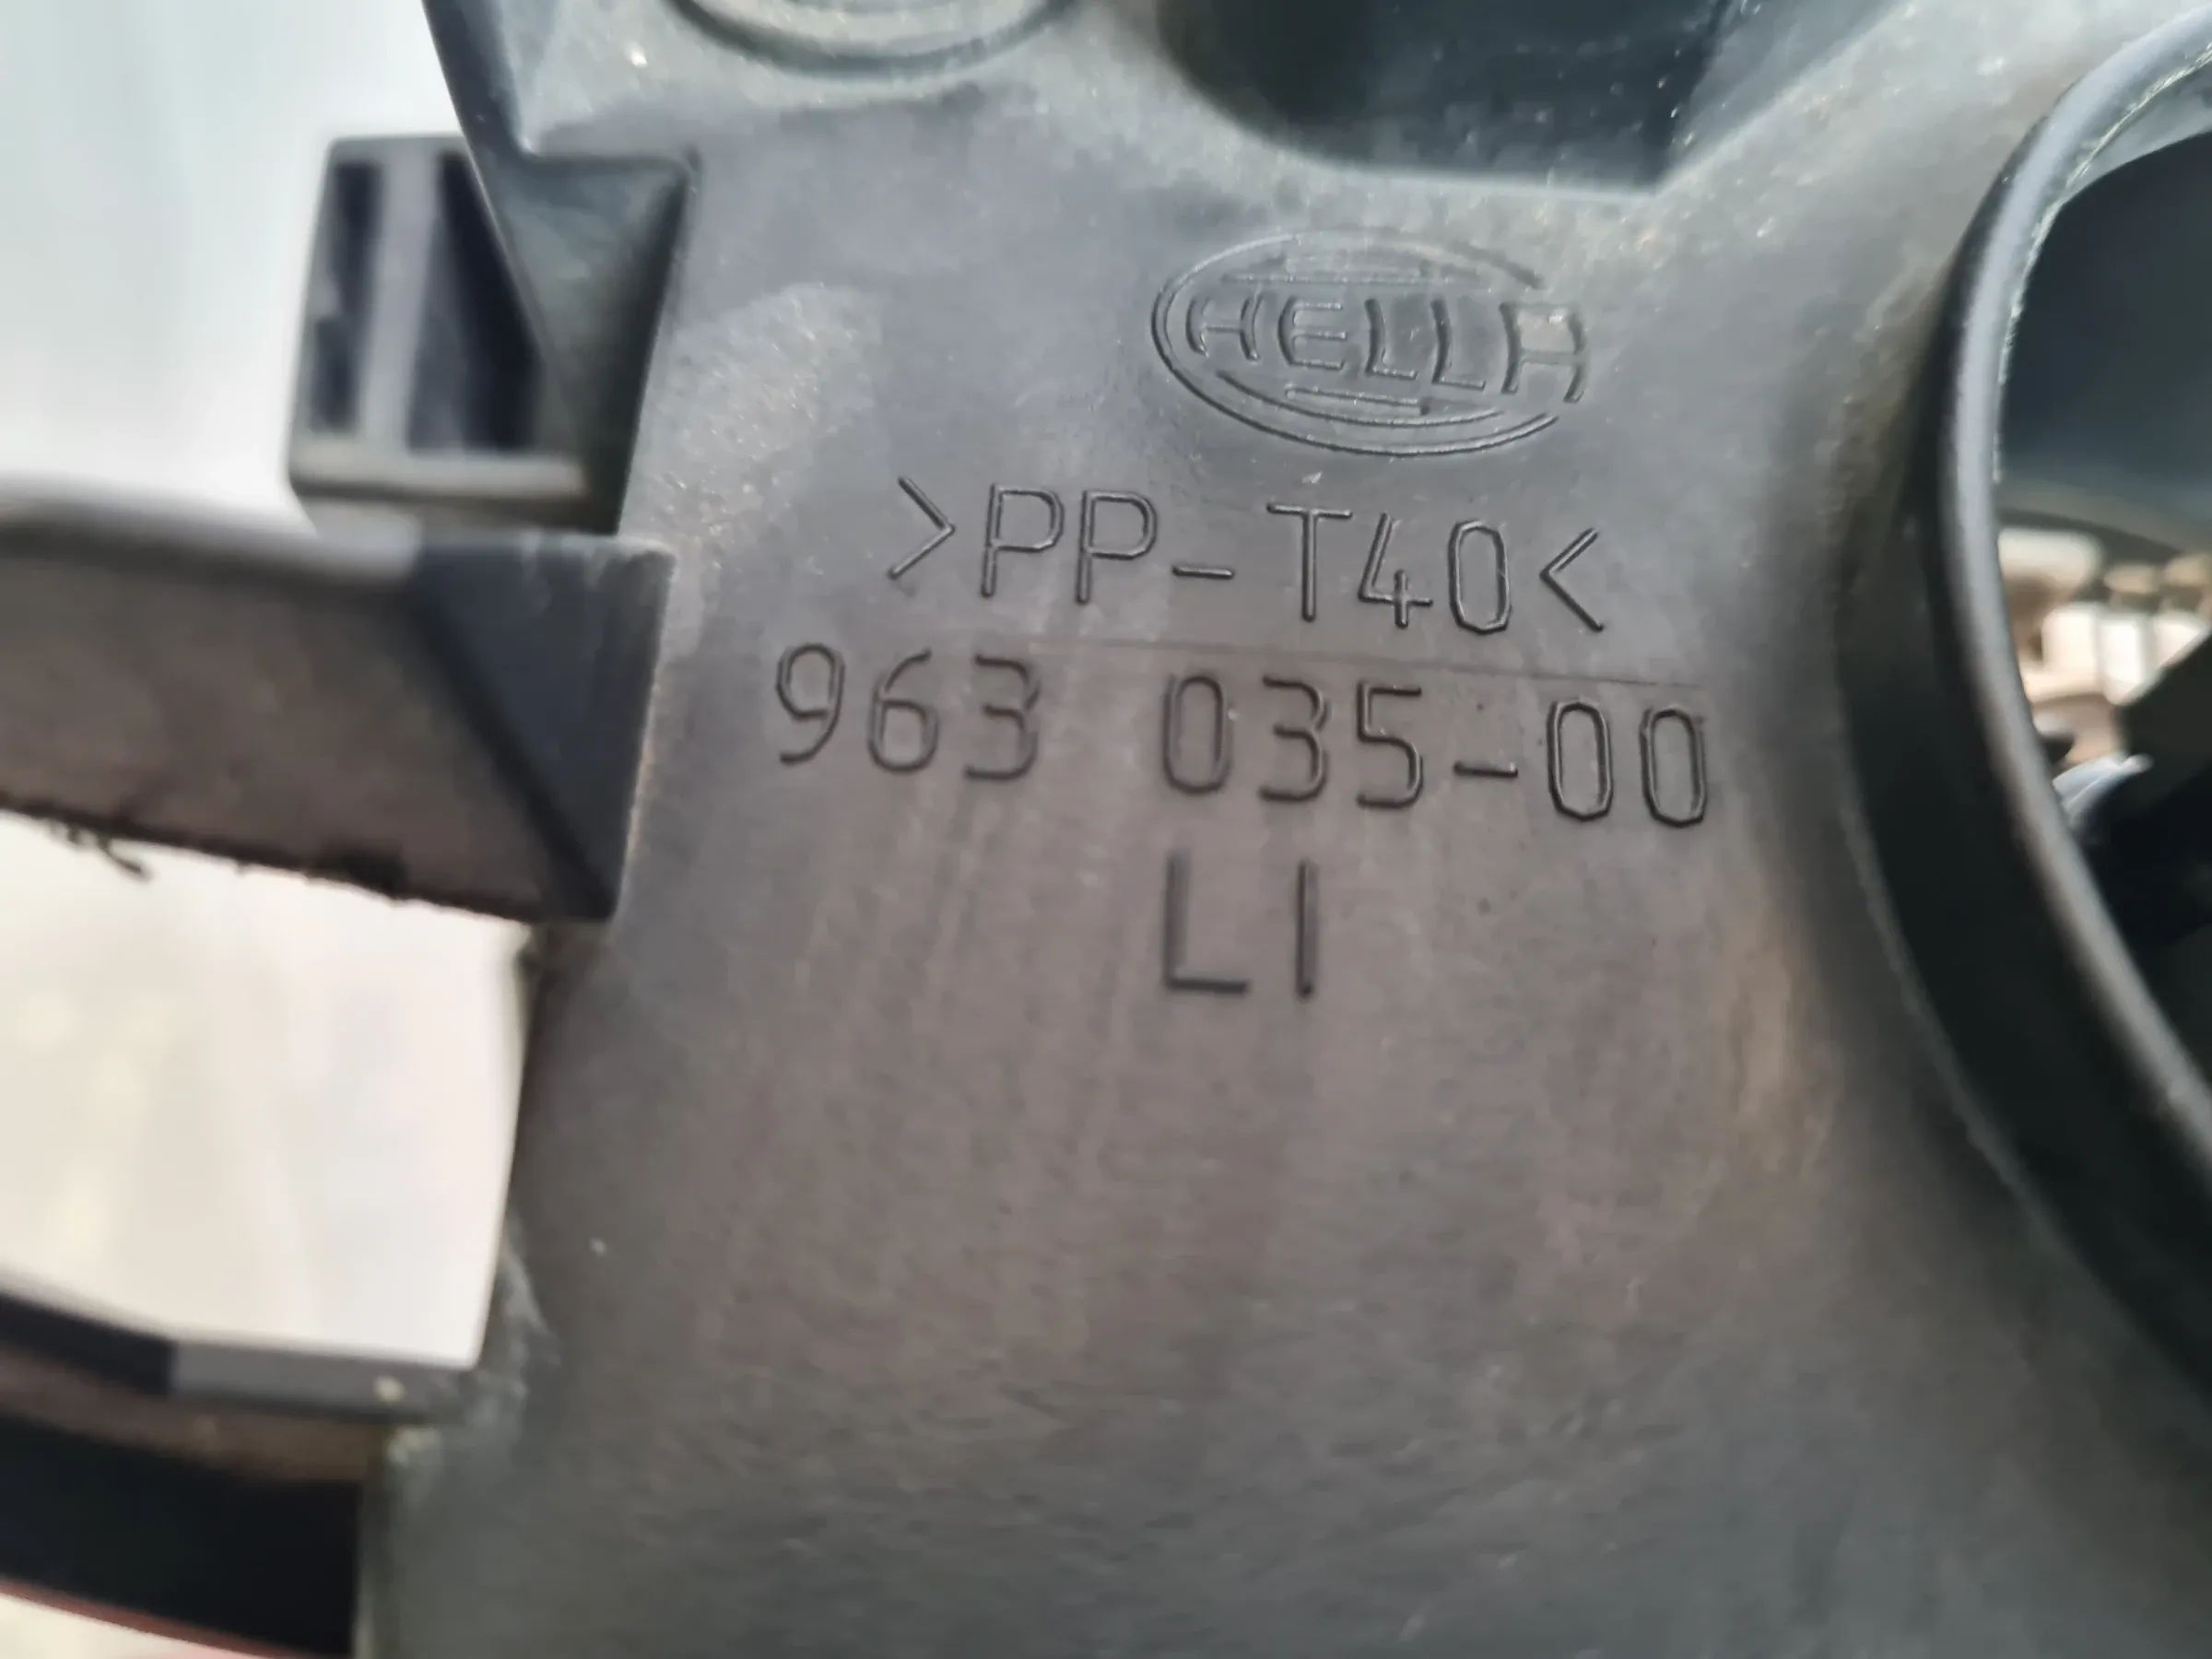 HELLA
>PP-T40<
963 035-00
LI